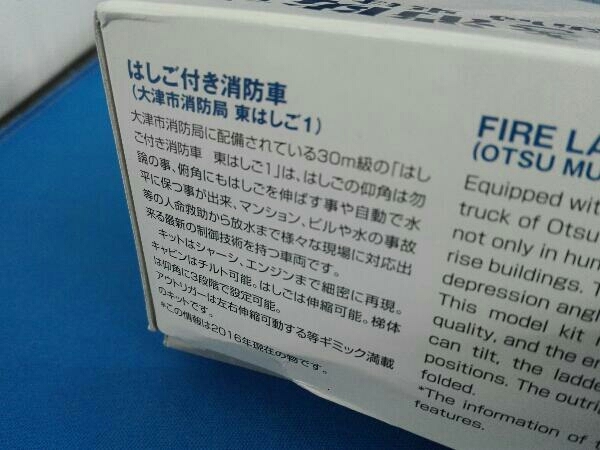 はしご付き消防車
(大津市消防局 東はしご1)
大津市消防局に配備されている30m級の「はし
ご付き消防車　東はしご1」は、はしごの仰角は勿
論の事、俯角にもはしごを伸ばす事や自動で水
平に保つ事が出来、マンション、ビルや水の事故
等の人命救助から放水まで様々な現場に対応出
来る最新の制御技術を持つ車両です。
キットはシャーシ、エンジンまで細密に再現。
キャビンはチルト可能。はしごは伸縮可能。梯体
は仰角に3段階で設定可能。
アウトリガーは左右伸縮可動する等ギミック満載
のキットです。
*この情報は2016年現在の物です。
FIRE LA
(OTSU MU
Equipped wit
truck of Otsu
not only in hum
rise buildings. T
depression angl
This model kit
quality, and the en
can tilt, the ladde
positions. The outri
folded.
*The information of t
features.